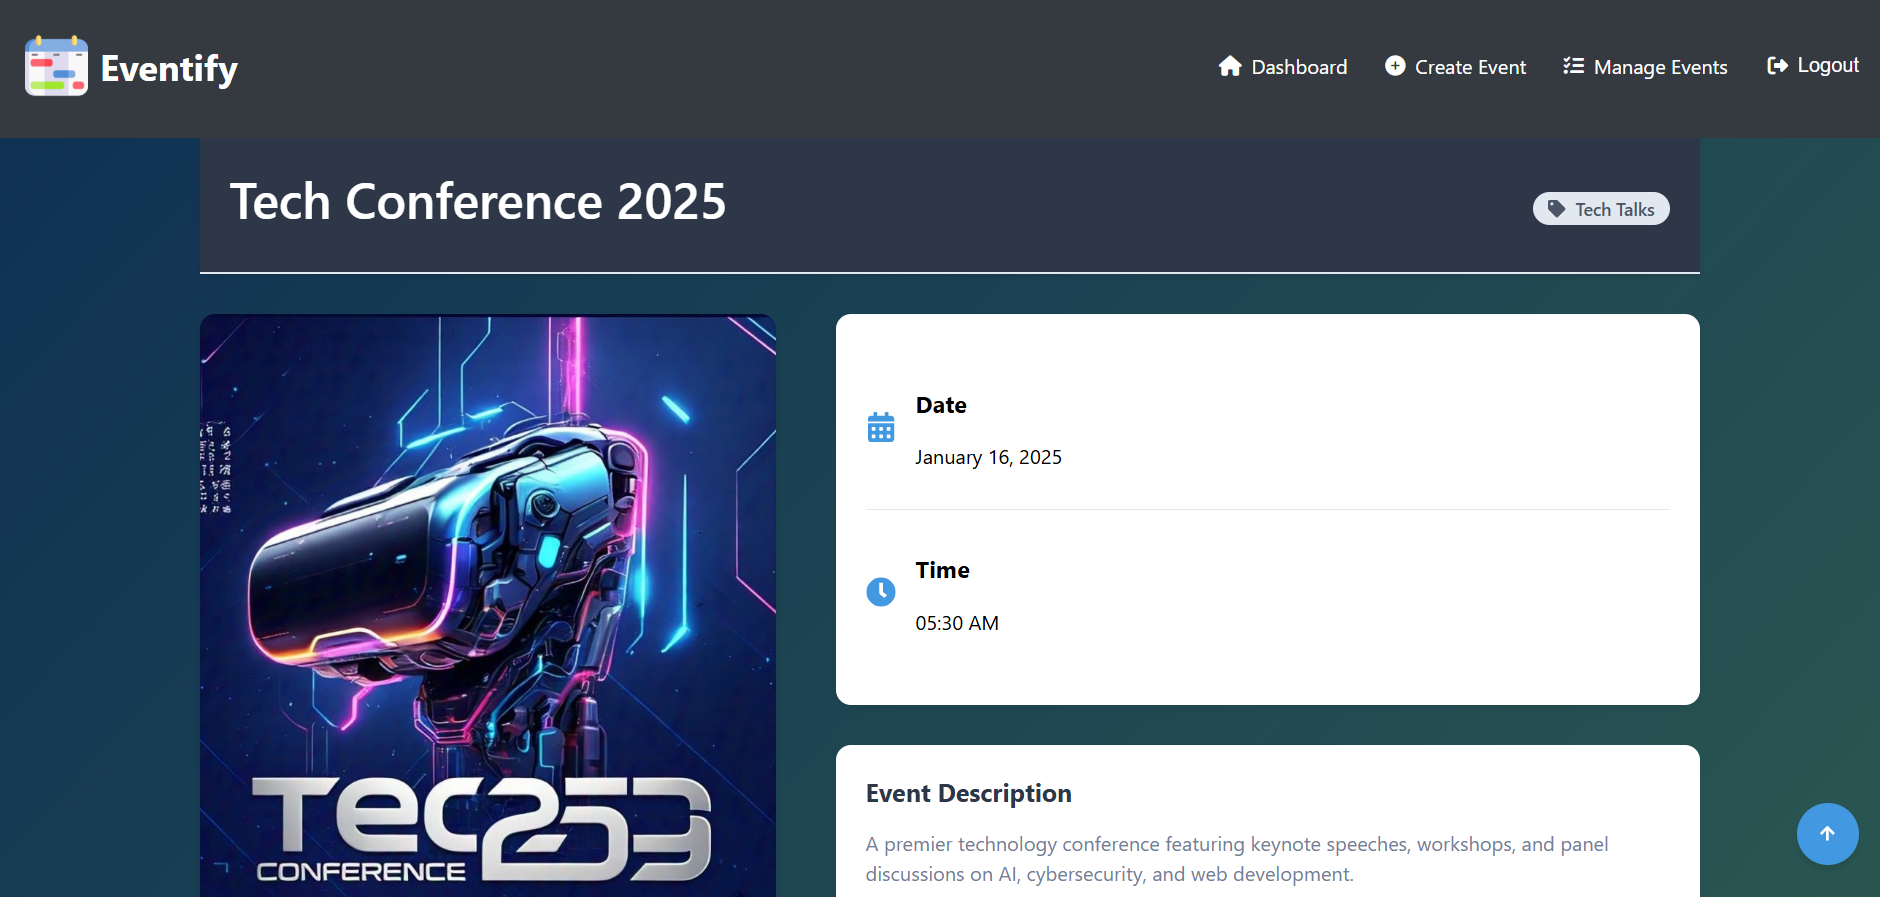 Eventify
Dashboard
Create Event
Manage Events
Logout
Tech Conference 2025
Tech Talks
Date
January 16, 2025
Time
05:30 AM
TEC253
CONFERENCE
Event Description
A premier technology conference featuring keynote speeches, workshops, and panel
discussions on AI, cybersecurity, and web development.